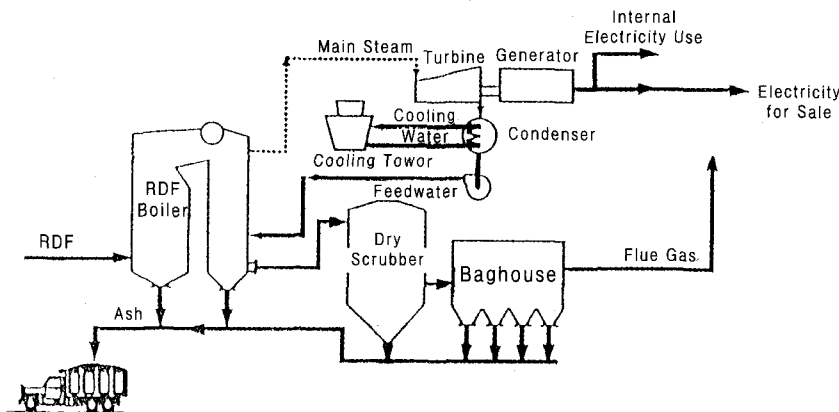 Internal
Electricity Use
Main Steam
Turbine
Generator
Electricity
for Sale
Cooling
Water
Condenser
Cooling Towor
Feedwater
RDF
Boiler
RDF
Dry
Scrubber
Baghouse
Flue Gas
Ash